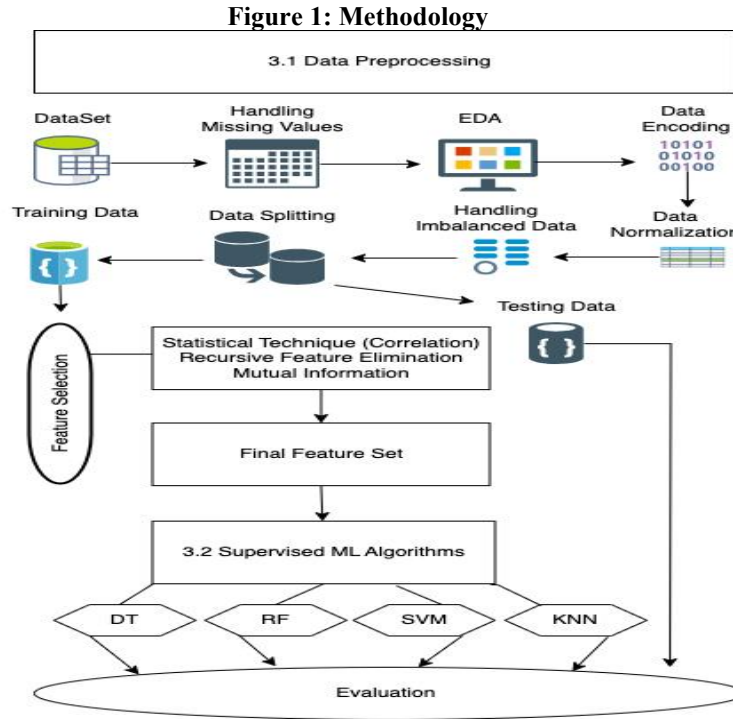 Figure 1: Methodology
3.1 Data Preprocessing
DataSet
Handling
Missing Values
EDA
Data
Encoding
10101
01010
00100
Training Data
Data Splitting
Handling
Imbalanced Data
Data
Normalization
{ }
Testing Data
{ }
Feature Selection
Statistical Technique (Correlation)
Recursive Feature Elimination
Mutual Information
Final Feature Set
3.2 Supervised ML Algorithms
DT
RF
SVM
KNN
Evaluation